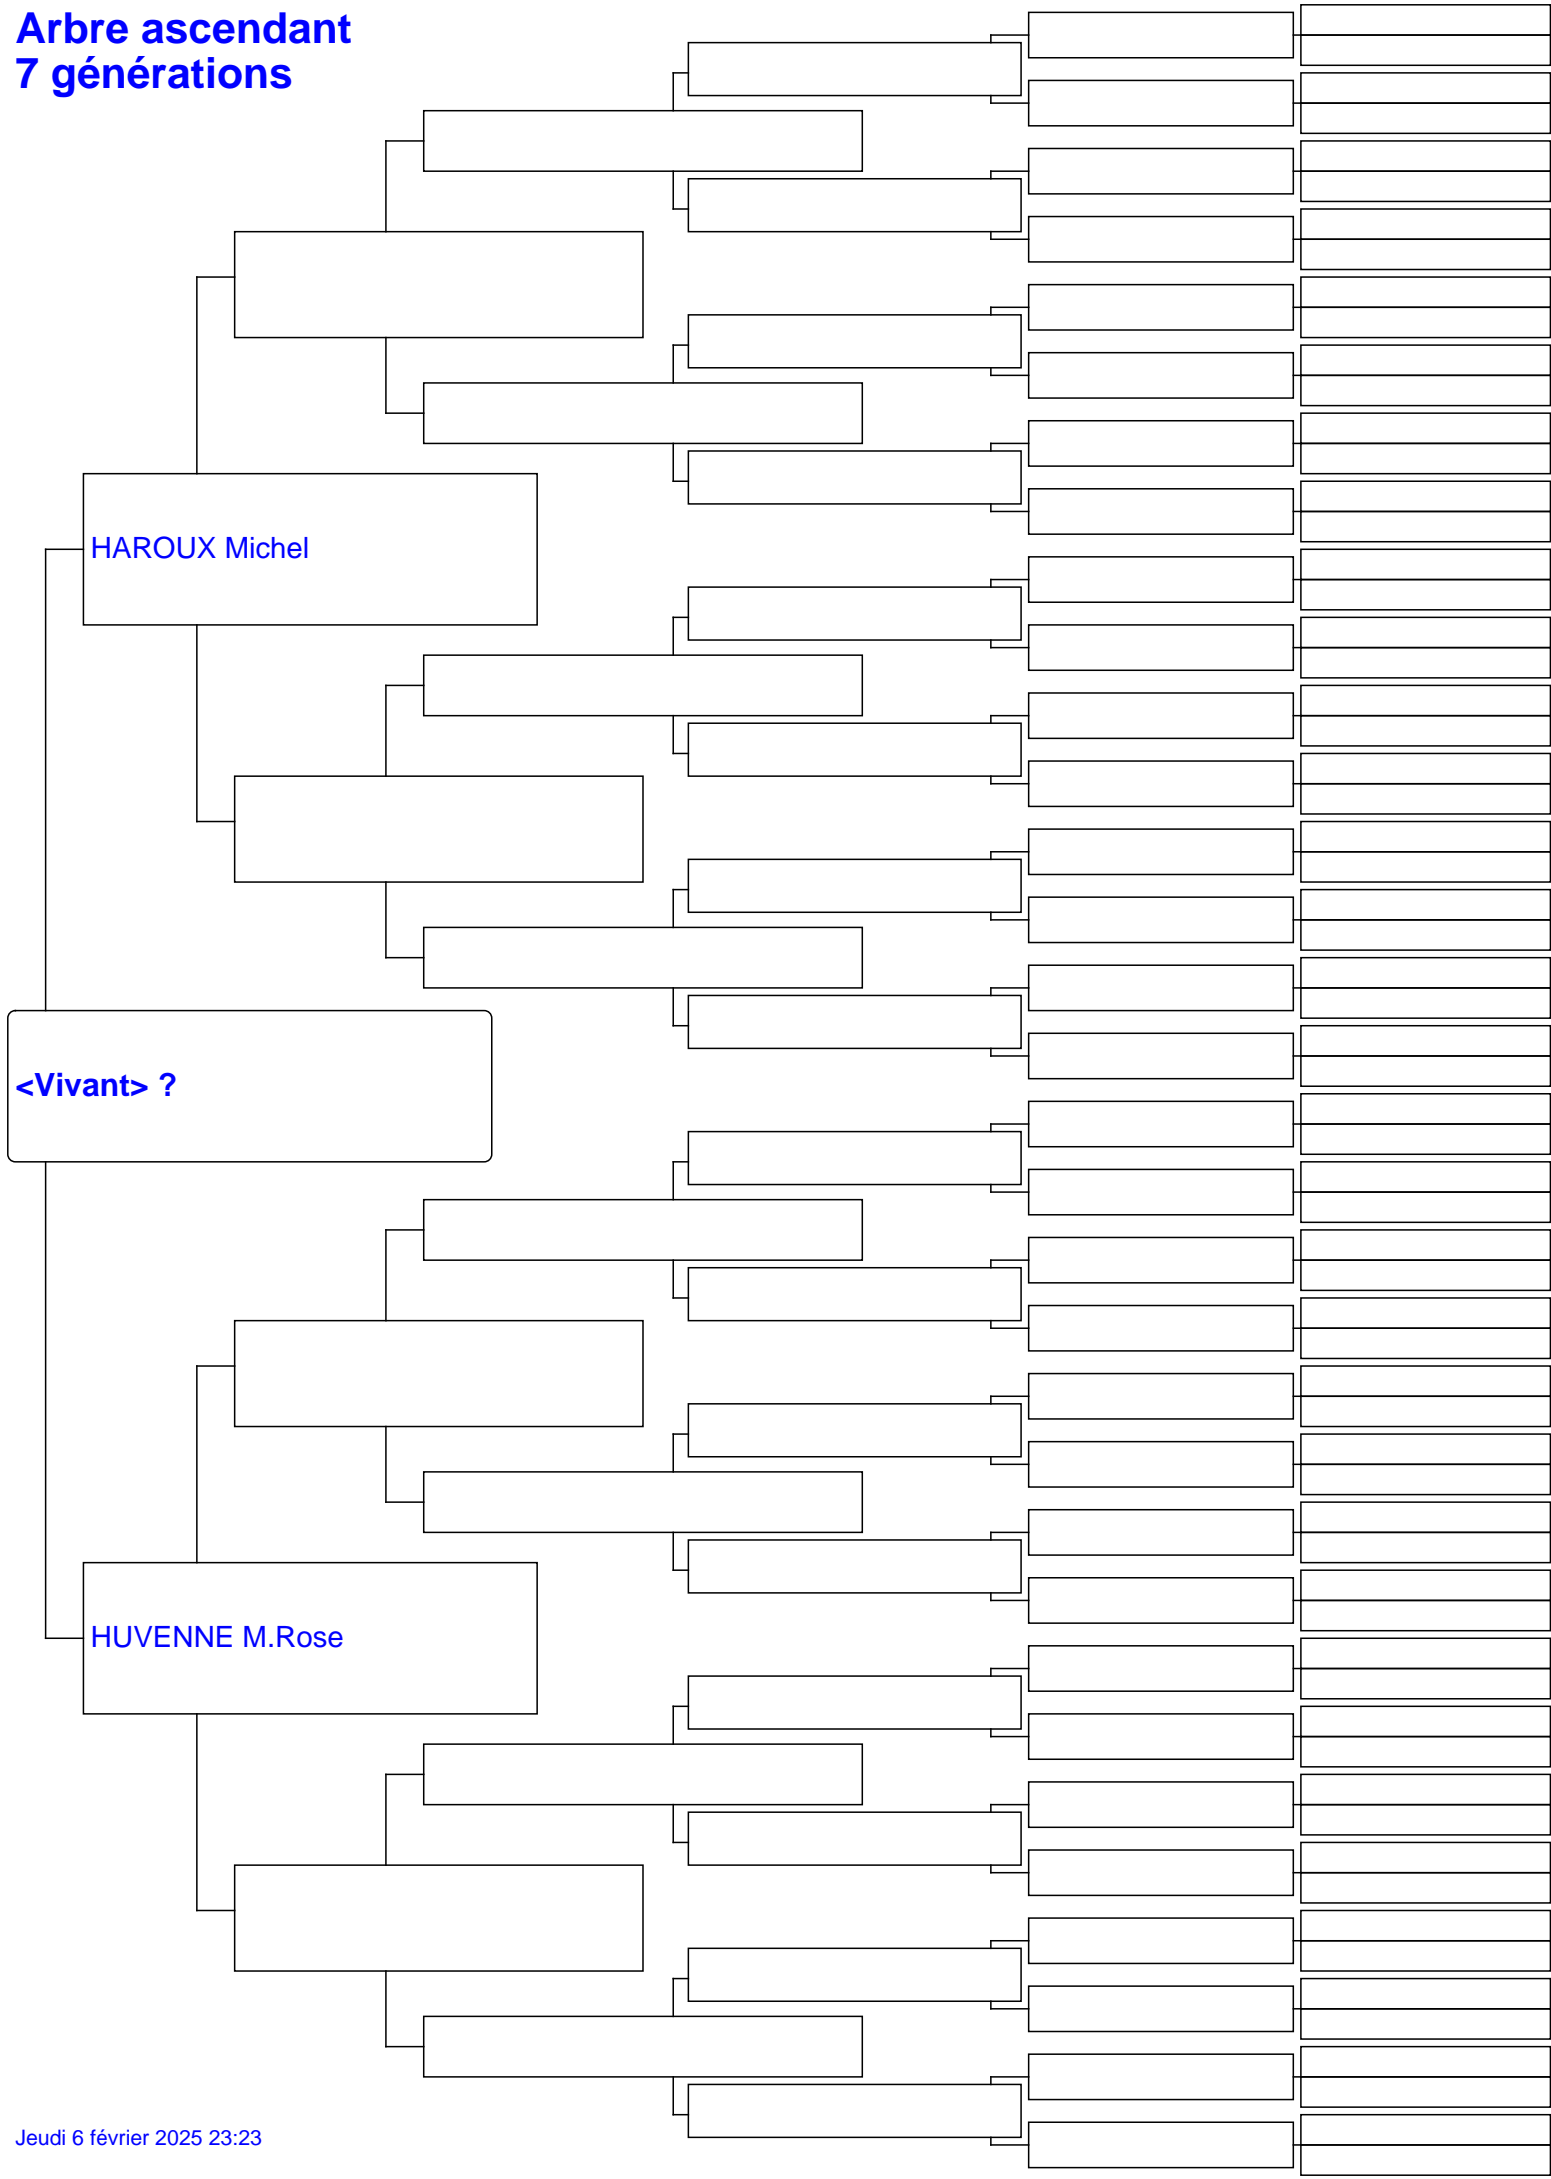 Arbre ascendant
7 générations
HAROUX Michel
<Vivant> ?
HUVENNE M.Rose
Jeudi 6 février 2025 23:23